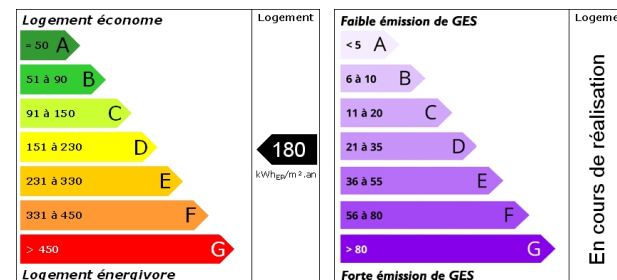 Logement économe
Logement
= 50 A
51 à 90 B
91 à 150 C
151 à 230 D
231 à 330 E
331 à 450 F
> 450 G
180
kWhEP/m².an
Logement énergivore
Faible émission de GES
Logeme
< 5 A
6 à 10 B
11 à 20 C
21 à 35 D
36 à 55 E
56 à 80 F
> 80 G
En cours de réalisation
Forte émission de GES